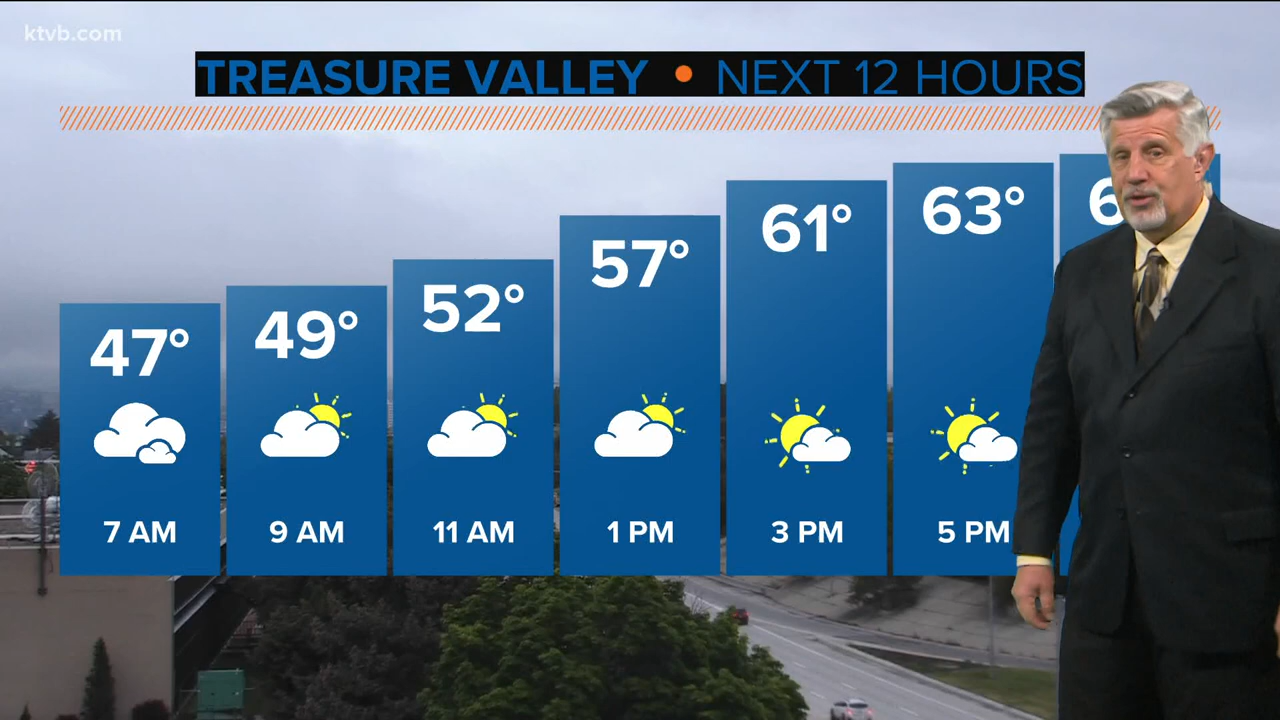 ktvb.com
TREASURE VALLEY • NEXT 12 HOURS
47° 49° 52° 57° 61° 63°
7 AM 9 AM 11 AM 1 PM 3 PM 5 PM